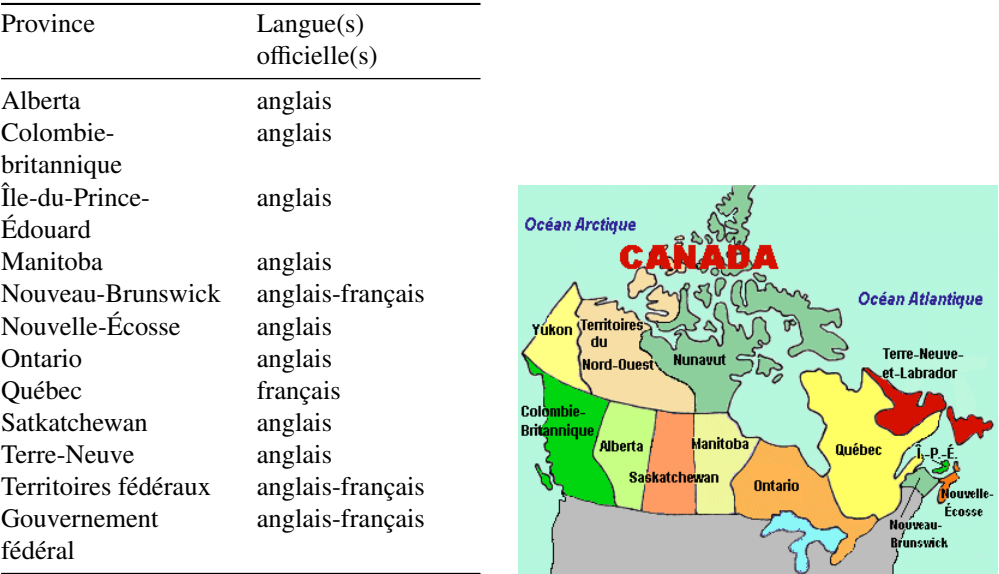 Province Langue(s)
officielle(s)
Alberta anglais
Colombie- anglais
britannique
Île-du-Prince- anglais
Édouard
Manitoba anglais
Nouveau-Brunswick anglais-français
Nouvelle-Écosse anglais
Ontario anglais
Québec français
Satkatchewan anglais
Terre-Neuve anglais
Territoires fédéraux anglais-français
Gouvernement anglais-français
fédéral
Océan Arctique
CANADA
Océan Atlantique
Yukon
Territoires
du
Nord-Ouest
Nunavut
Terre-Neuve-
et-Labrador
Colombie-
Britannique
Alberta
Saskatchewan
Manitoba
Ontario
Québec
Î.-P.-É.
Nouvelle-
Écosse
Nouveau-
Brunswick